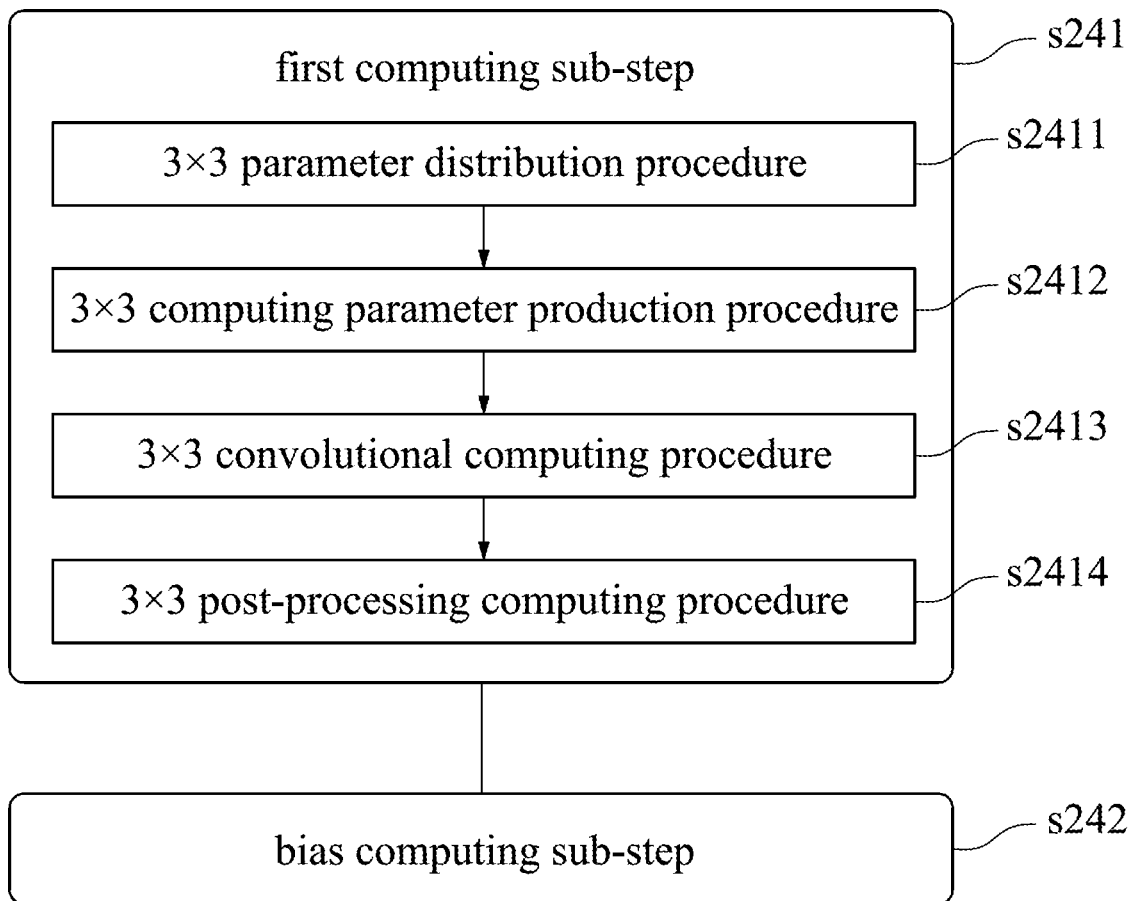 s241
first computing sub-step
s2411
3×3 parameter distribution procedure
s2412
3×3 computing parameter production procedure
s2413
3×3 convolutional computing procedure
s2414
3×3 post-processing computing procedure
s242
bias computing sub-step